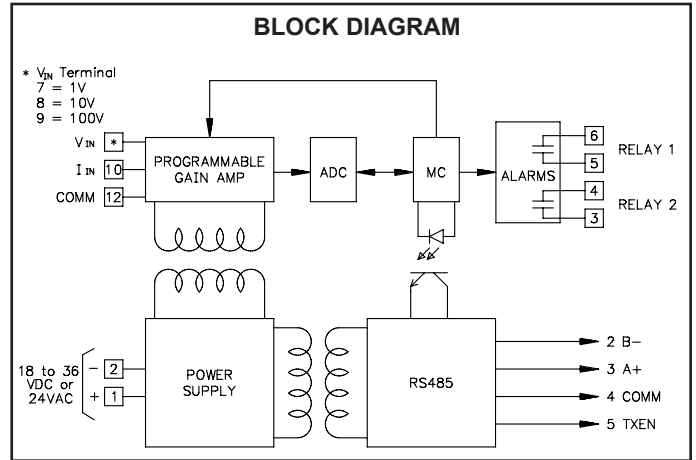 BLOCK DIAGRAM
* VIN Terminal
7 = 1V
8 = 10V
9 = 100V
VIN *
I IN 10
COMM 12
PROGRAMMABLE
GAIN AMP
ADC
MC
ALARMS
6
5
RELAY 1
4
3
RELAY 2
18 to 36
VDC or
24VAC
- 2
+ 1
POWER
SUPPLY
RS485
2 B-
3 A+
4 COMM
5 TXEN